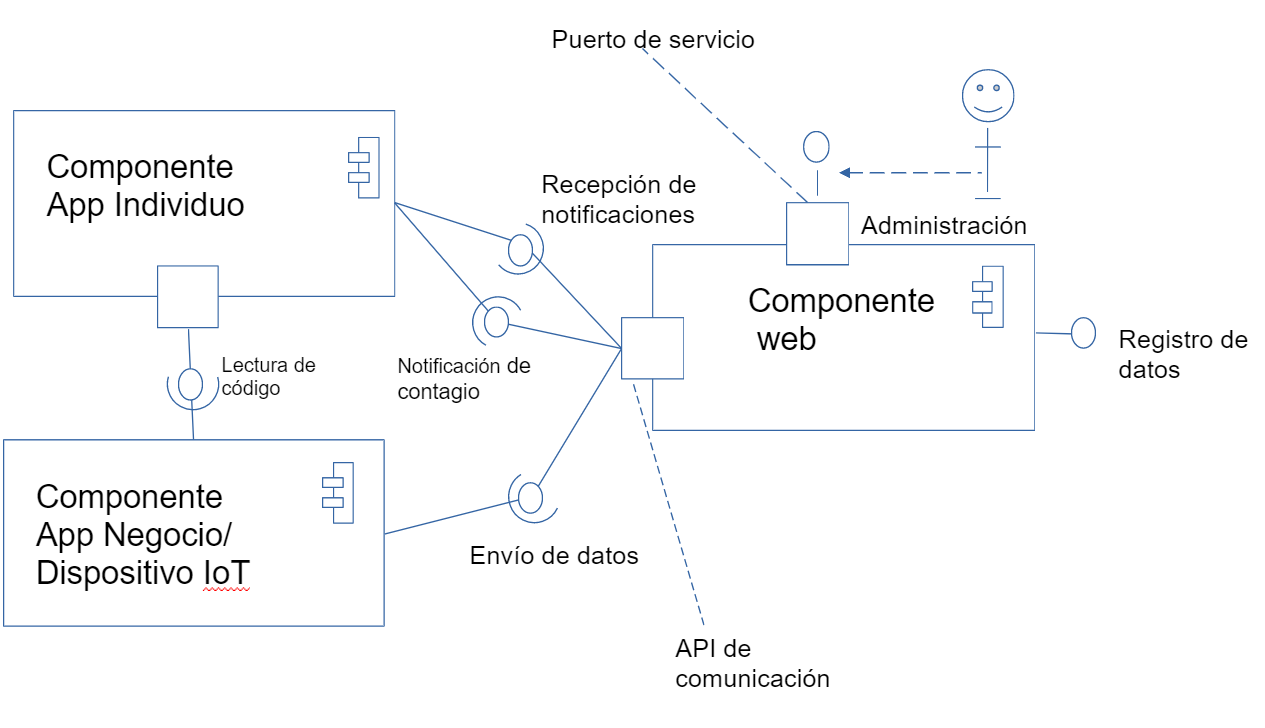 Puerto de servicio
Componente
App Individuo
Recepción de
notificaciones
Administración
Componente
web
Registro de
datos
Lectura de
código
Notificación de
contagio
Componente
App Negocio/
Dispositivo IoT
Envío de datos
API de
comunicación